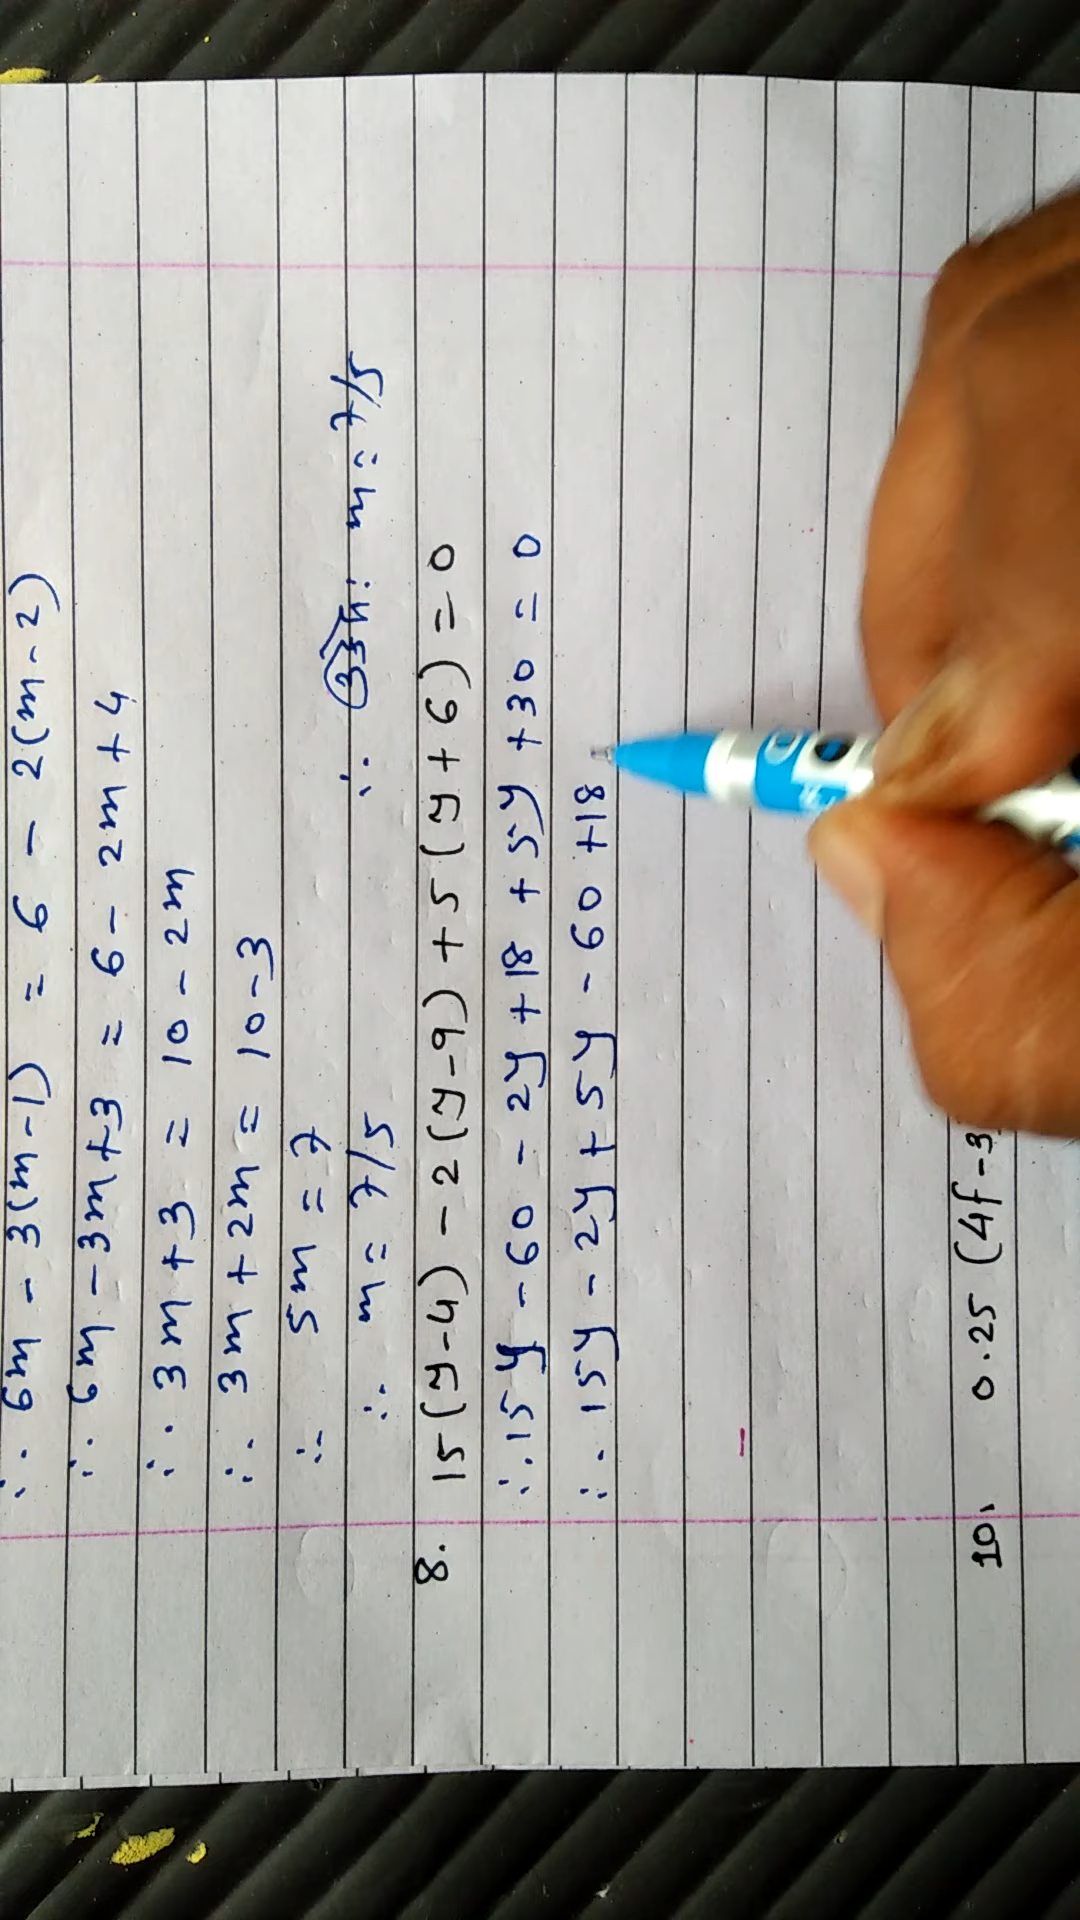 ∴ 6m - 3(m-1) = 6 - 2(m-2)
∴ 6m - 3m + 3 = 6 - 2m + 4
∴ 3m + 3 = 10 - 2m
∴ 3m + 2m = 10 - 3
∴ 5m = 7
∴ m = 7/5 ∴ m = 7/5
8. 15(y-4) - 2(y-9) + 5(y+6) = 0
∴ 15y - 60 - 2y + 18 + 5y + 30 = 0
∴ 15y - 2y + 5y - 60 + 18
10. 0.25 (4f-3